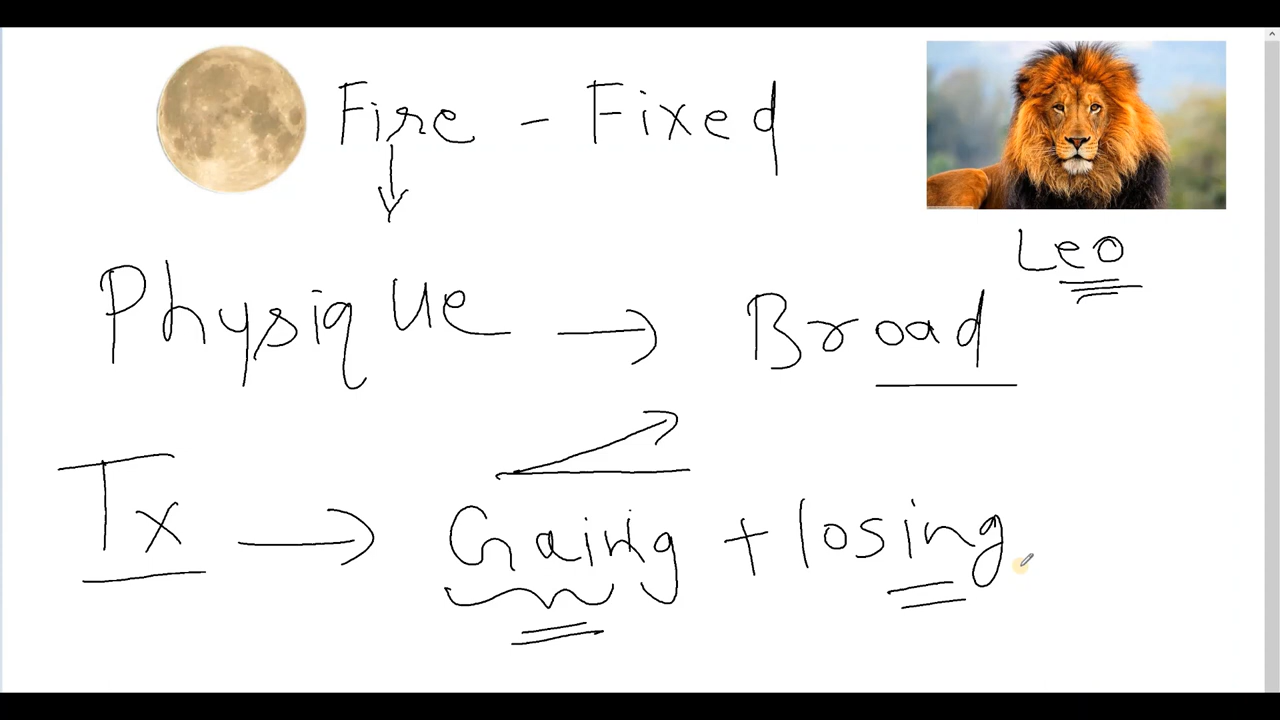 Fire - Fixed
Leo
Physique → Broad
Tx → Gaining + losing